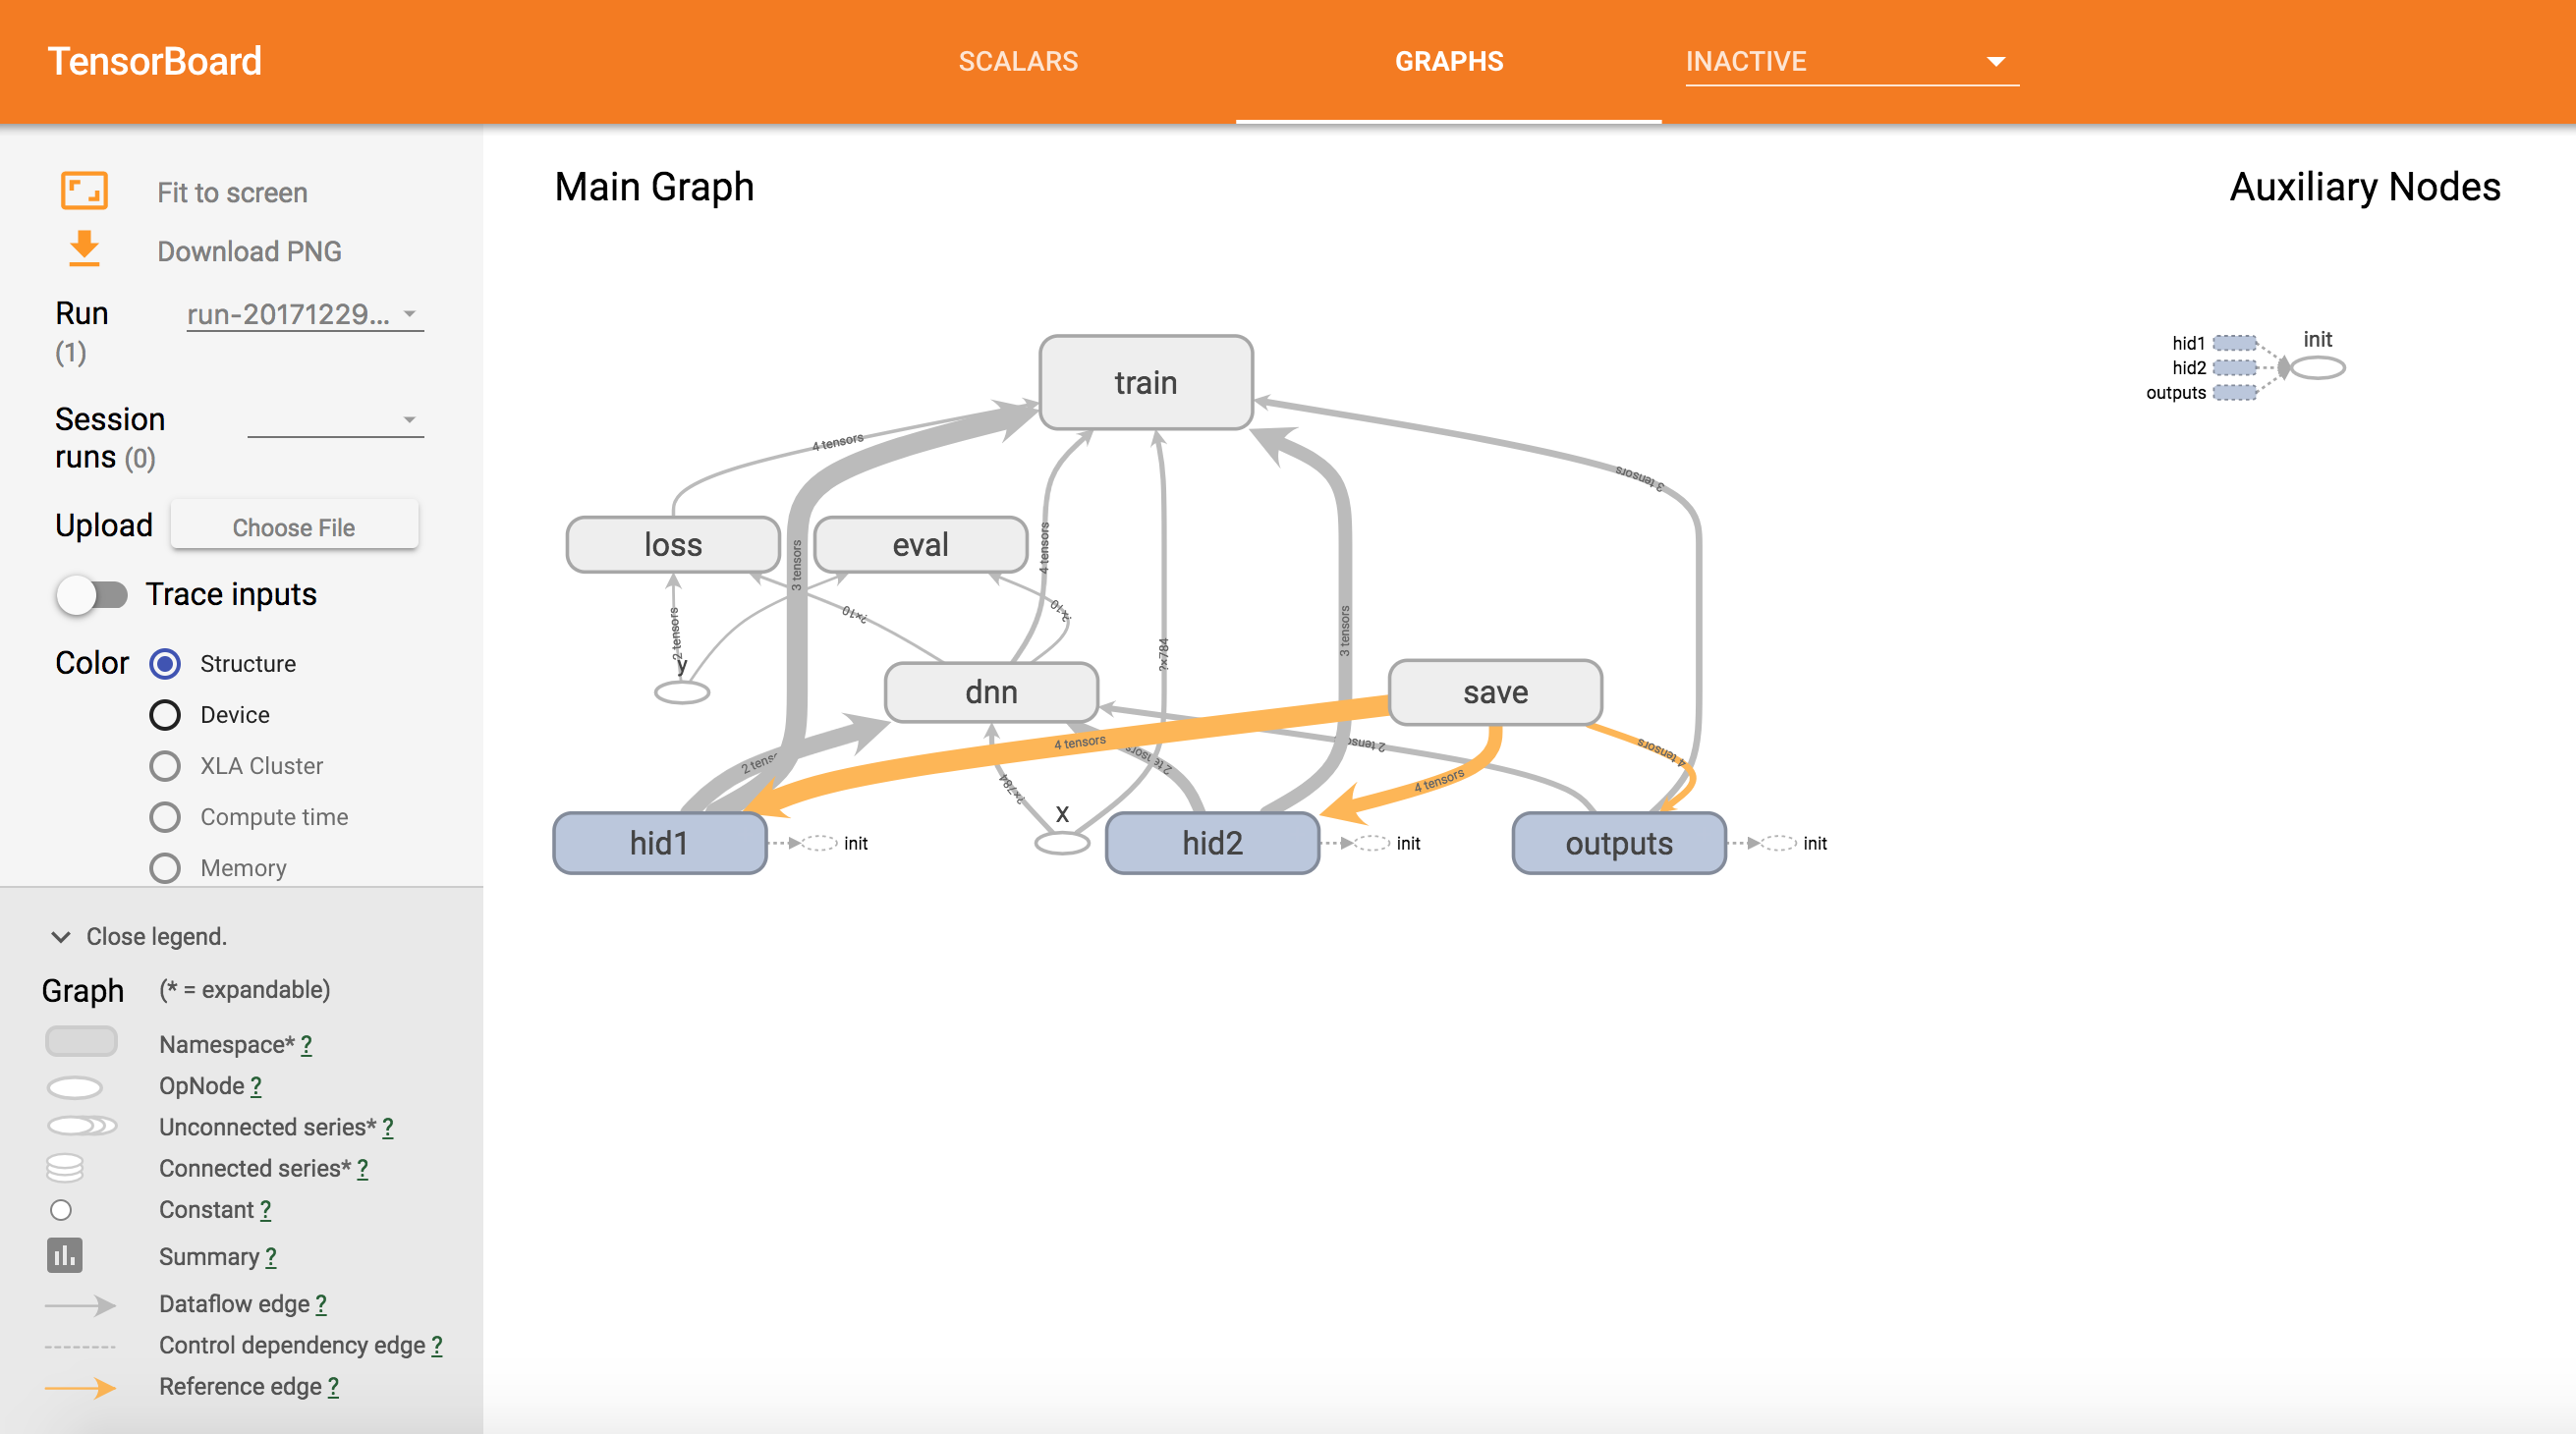 TensorBoard
SCALARS
GRAPHS
INACTIVE
Fit to screen
Download PNG
Run
(1)
run-20171229...
Session
runs (0)
Upload
Choose File
Trace inputs
Color
Structure
Device
XLA Cluster
Compute time
Memory
Close legend.
Graph
(* = expandable)
Namespace* ?
OpNode ?
Unconnected series* ?
Connected series* ?
Constant ?
Summary ?
Dataflow edge ?
Control dependency edge ?
Reference edge ?
Main Graph
Auxiliary Nodes
hid1
hid2
outputs
init
train
4 tensors
3 tensors
loss
eval
4 tensors
3 tensors
?×10
?×10
2 tensors
y
?×784
3 tensors
dnn
save
4 tensors
2 tens
2 tensors
4 tensors
4 tensors
?×784
x
hid1
init
hid2
init
outputs
init